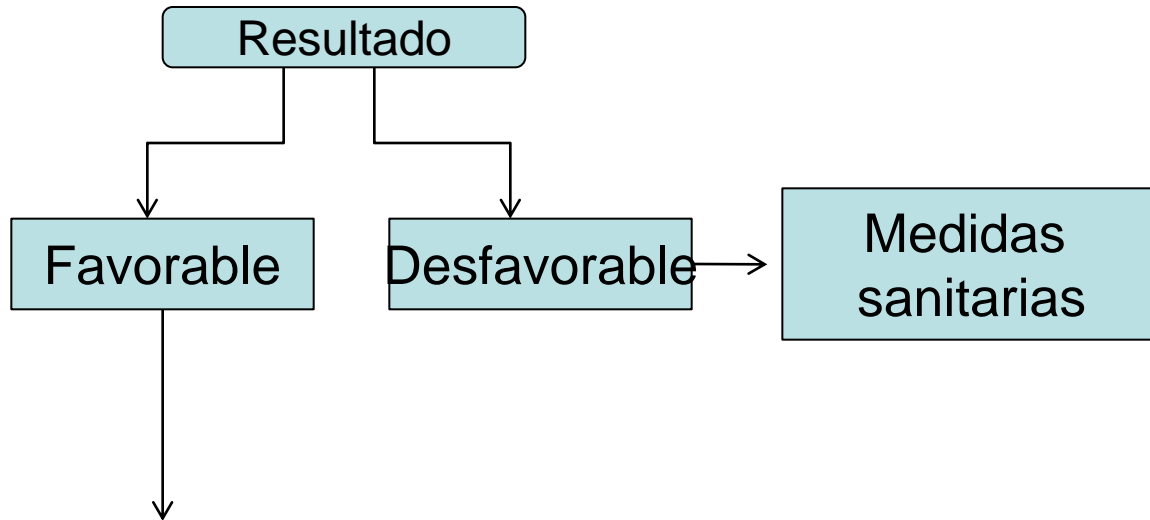 Resultado
Favorable
Desfavorable
Medidas
sanitarias